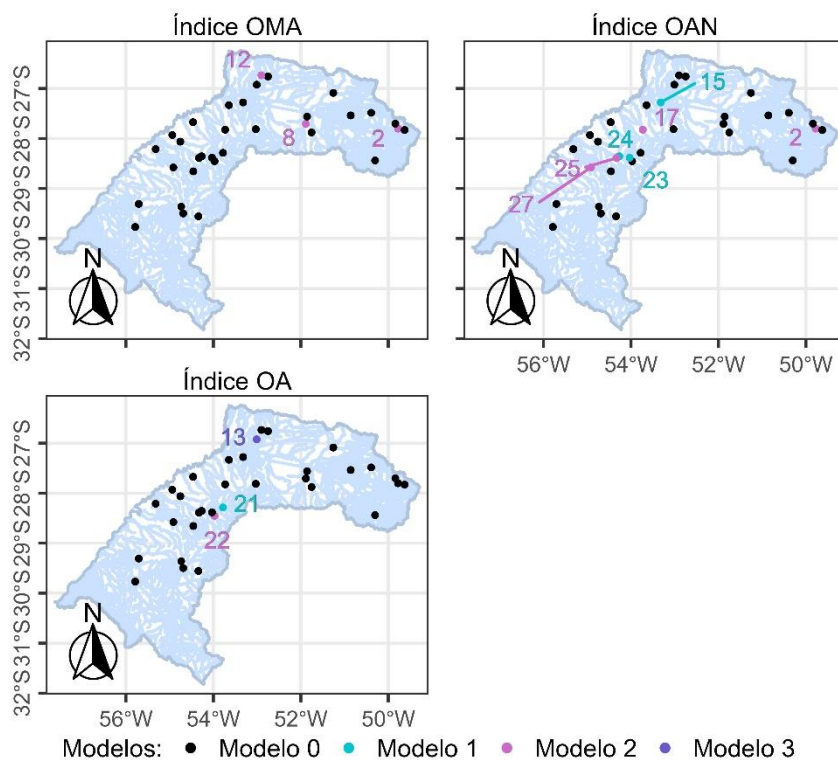 Índice OMA
Índice OAN
12
8
2
27°S
28°S
29°S
30°S
31°S
32°S
N
15
17
24
25
23
27
2
N
56°W 54°W 52°W 50°W
Índice OA
13
21
22
27°S
28°S
29°S
30°S
31°S
32°S
N
56°W 54°W 52°W 50°W
Modelos: Modelo 0 Modelo 1 Modelo 2 Modelo 3